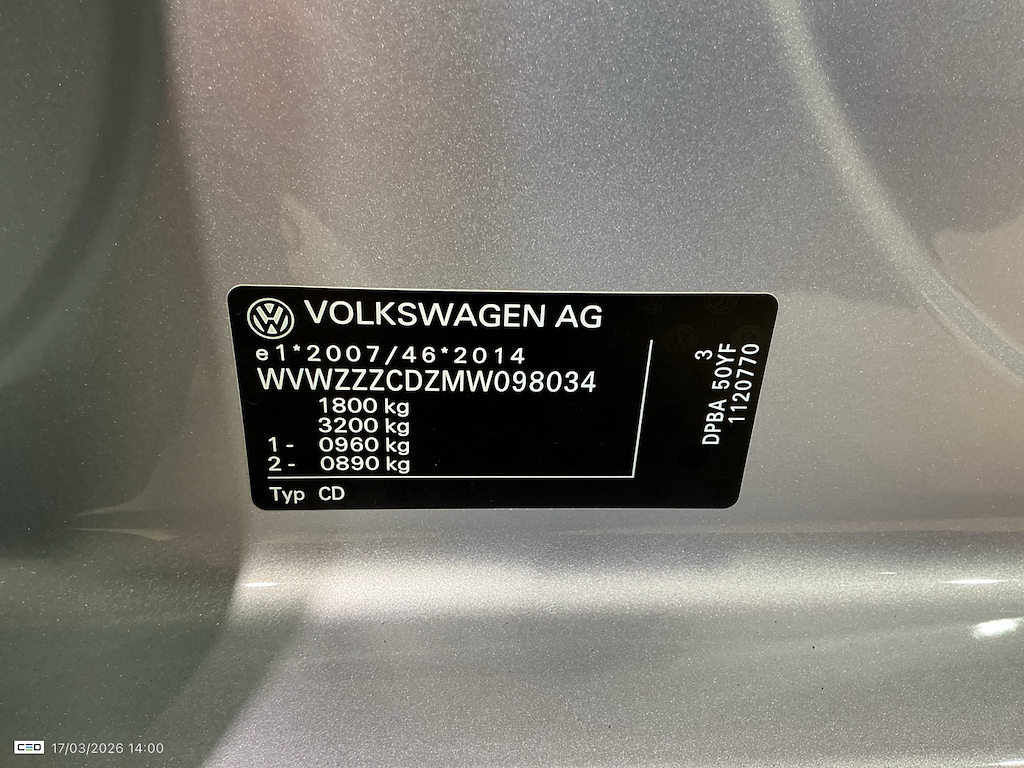 VOLKSWAGEN AG
e1*2007/46*2014
WVWZZZCDZMW098034
1800 kg
3200 kg
1- 0960 kg
2- 0890 kg
Typ CD
3
DPBA 50YF
1120770
CEO 17/03/2026 14:00